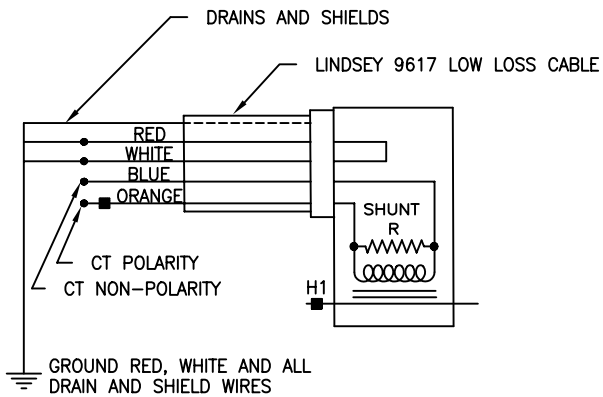 DRAINS AND SHIELDS
LINDSEY 9617 LOW LOSS CABLE
RED
WHITE
BLUE
ORANGE
SHUNT
R
CT POLARITY
CT NON-POLARITY
H1
GROUND RED, WHITE AND ALL
DRAIN AND SHIELD WIRES